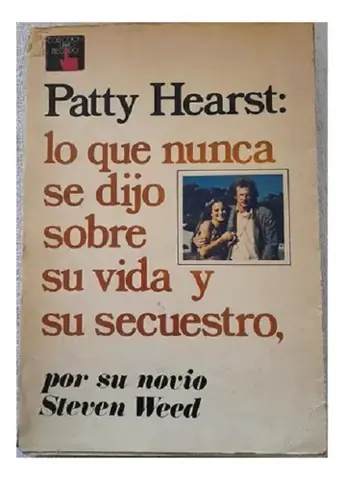 Patty Hearst:
lo que nunca
se dijo
sobre
su vida y
su secuestro,
por su novio
Steven Weed